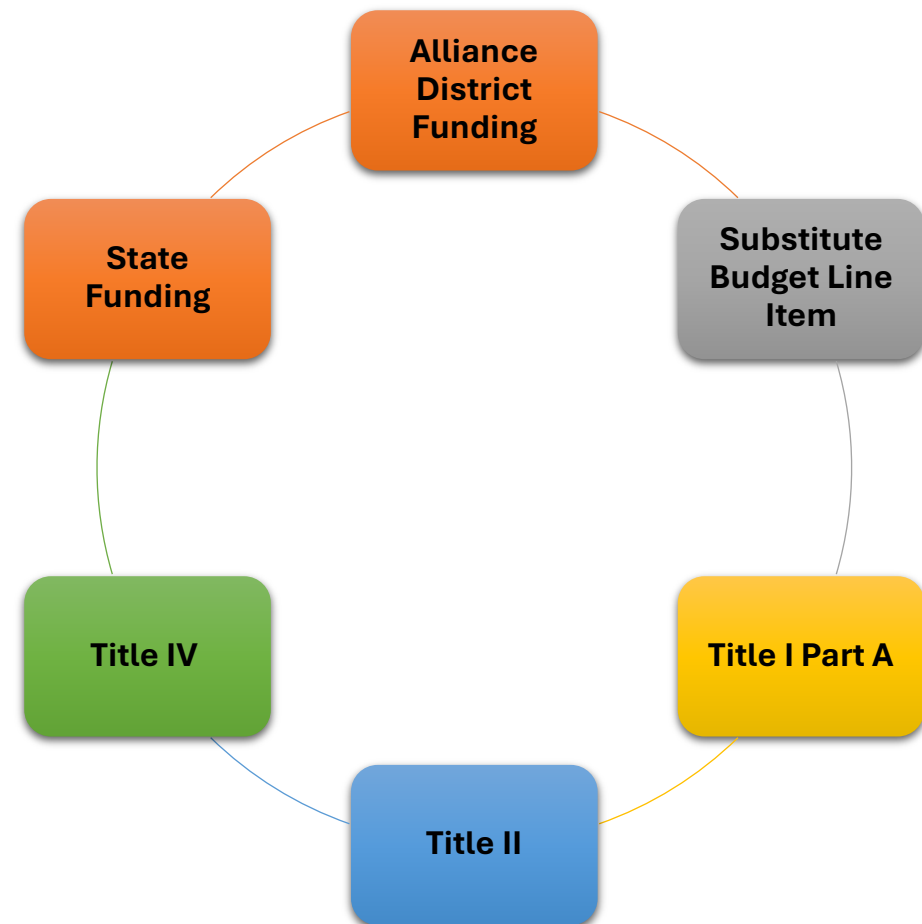 Alliance
District
Funding
Substitute
Budget Line
Item
Title I Part A
Title II
Title IV
State
Funding